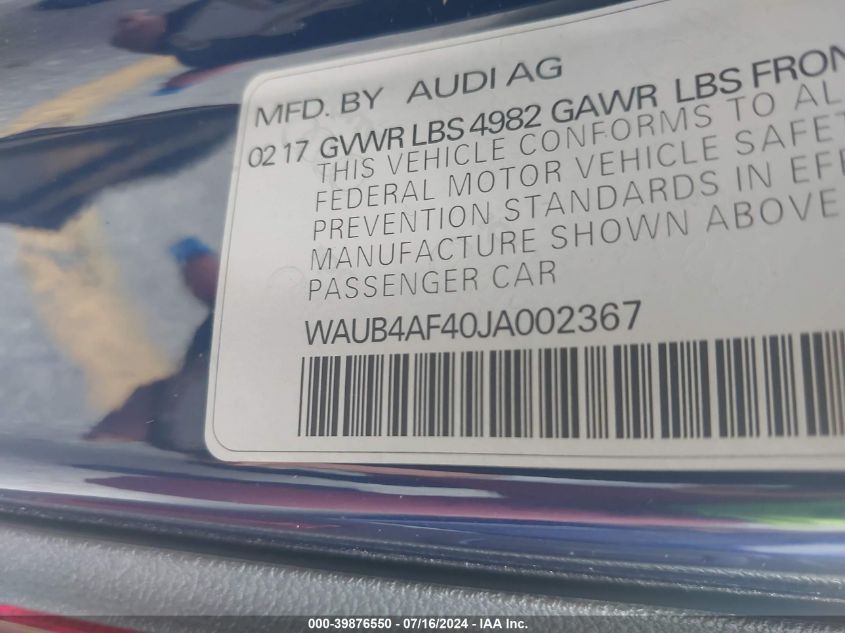 MFD. BY AUDI AG
02 17 GVWR LBS 4982 GAWR LBS FRON
THIS VEHICLE CONFORMS TO AL
FEDERAL MOTOR VEHICLE SAFET
PREVENTION STANDARDS IN EFF
MANUFACTURE SHOWN ABOVE
PASSENGER CAR
WAUB4AF40JA002367
000-39876550 - 07/16/2024 - IAA Inc.